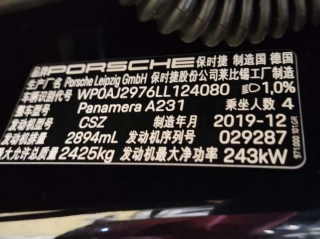 品牌 PORSCHE 保时捷 制造国 德国
生产厂名 Porsche Leipzig GmbH 保时捷股份公司莱比锡工厂制造
车辆识别代号 WP0AJ2976LL124080 1,0%
整车型号 Panamera A231 乘坐人数 4
发动机型号 CSZ 制造年月 2019-12
发动机排量 2894mL 发动机序列号 029287
最大允许总质量 2425kg 发动机最大净功率 243kW